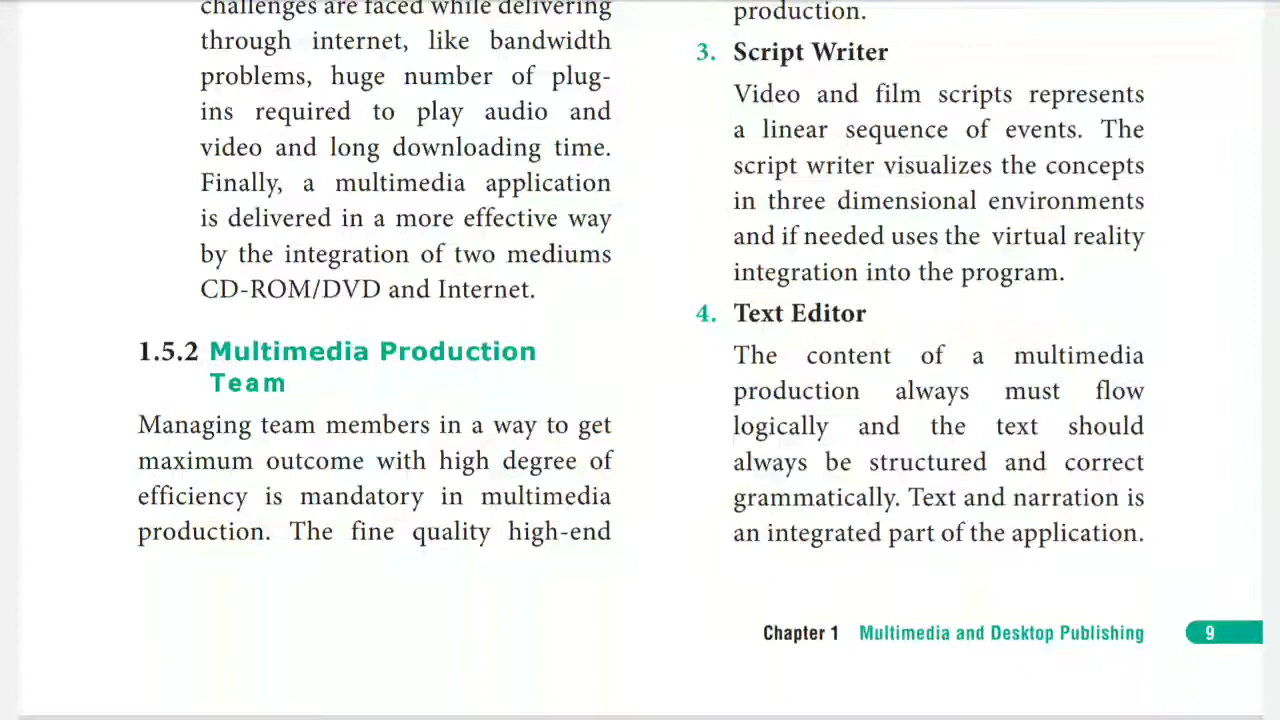 challenges are faced while delivering
through internet, like bandwidth
problems, huge number of plug-
ins required to play audio and
video and long downloading time.
Finally, a multimedia application
is delivered in a more effective way
by the integration of two mediums
CD-ROM/DVD and Internet.
1.5.2 Multimedia Production
Team
Managing team members in a way to get
maximum outcome with high degree of
efficiency is mandatory in multimedia
production. The fine quality high-end
production.
3. Script Writer
Video and film scripts represents
a linear sequence of events. The
script writer visualizes the concepts
in three dimensional environments
and if needed uses the virtual reality
integration into the program.
4. Text Editor
The content of a multimedia
production always must flow
logically and the text should
always be structured and correct
grammatically. Text and narration is
an integrated part of the application.
Chapter 1 Multimedia and Desktop Publishing 9